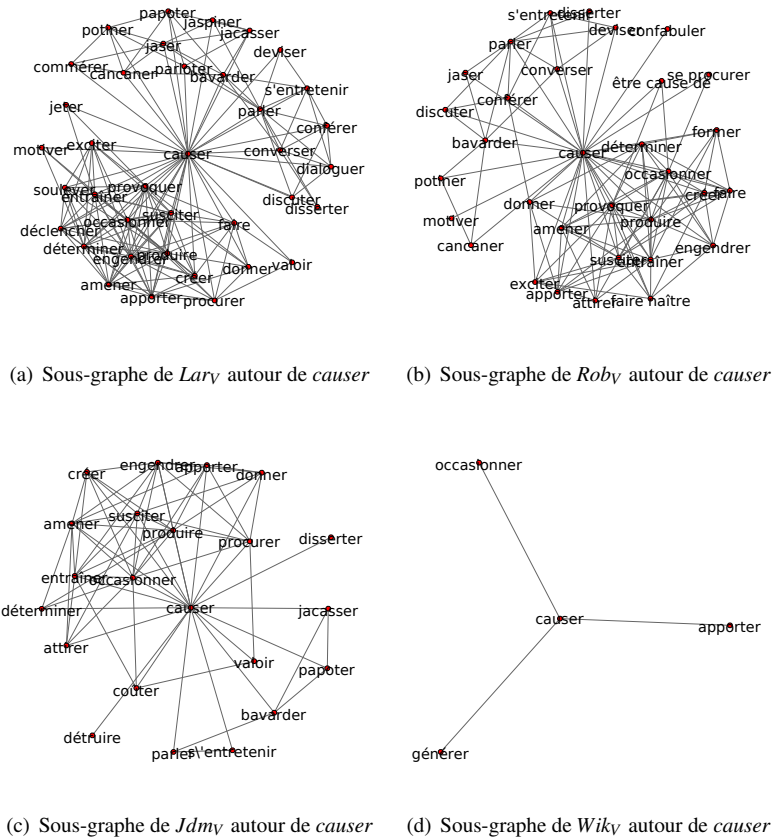 papoter
jaspiner
potiner
jacasser
jaser
deviser
commérer
cancaner
parloter
bavarder
s'entretenir
jeter
parler
conférer
motiver
exciter
causer
converser
dialoguer
soulever
provoquer
entraîner
discuter
disserter
susciter
occasionner
faire
déclencher
déterminer
produire
engendrer
donner
valoir
créer
amener
apporter
procurer
(a) Sous-graphe de LarV autour de causer
s'entretenir
disserter
deviser
confabuler
parler
converser
se procurer
jaser
être cause de
conférer
discuter
former
bavarder
causer
déterminer
occasionner
potiner
créer
faire
donner
provoquer
motiver
produire
amener
cancaner
engendrer
susciter
entraîner
exciter
apporter
attirer
faire naître
(b) Sous-graphe de RobV autour de causer
engendrer
apporter
créer
donner
susciter
amener
produire
procurer
disserter
entraîner
occasionner
déterminer
causer
jacasser
attirer
valoir
papoter
coûter
bavarder
détruire
parler
s\'entretenir
(c) Sous-graphe de JdmV autour de causer
occasionner
causer
apporter
générer
(d) Sous-graphe de WikV autour de causer